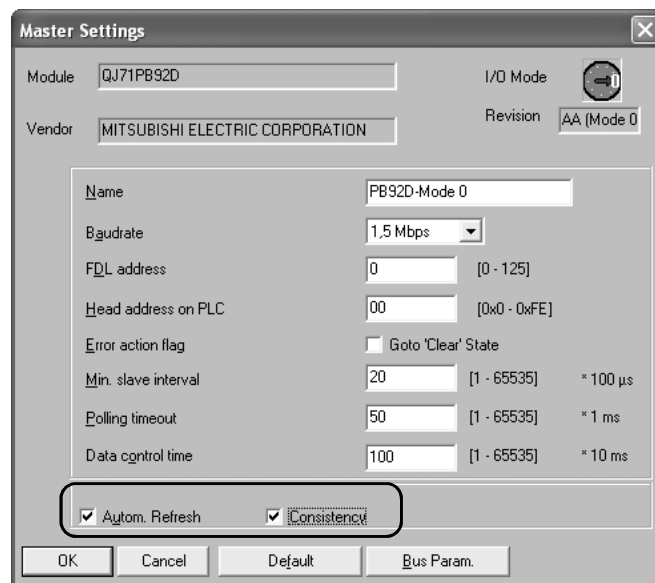 Master Settings
Module QJ71PB92D I/O Mode 0
Vendor MITSUBISHI ELECTRIC CORPORATION Revision AA (Mode 0
Name PB92D-Mode 0
Baudrate 1,5 Mbps
FDL address 0 [0 - 125]
Head address on PLC 00 [0x0 - 0xFE]
Error action flag Goto 'Clear' State
Min. slave interval 20 [1 - 65535] * 100 µs
Polling timeout 50 [1 - 65535] * 1 ms
Data control time 100 [1 - 65535] * 10 ms
Autom. Refresh Consistency
OK Cancel Default Bus Param.